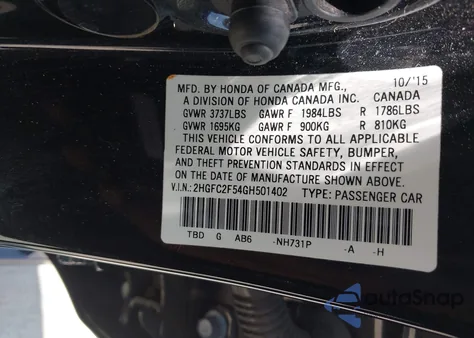 MFD. BY HONDA OF CANADA MFG., 10/'15
A DIVISION OF HONDA CANADA INC. CANADA
GVWR 3737LBS GAWR F 1984LBS R 1786LBS
GVWR 1695KG GAWR F 900KG R 810KG
THIS VEHICLE CONFORMS TO ALL APPLICABLE
FEDERAL MOTOR VEHICLE SAFETY, BUMPER,
AND THEFT PREVENTION STANDARDS IN EFFECT
ON THE DATE OF MANUFACTURE SHOWN ABOVE.
V.I.N.: 2HGFC2F54GH501402 TYPE: PASSENGER CAR
TBD G AB6 -NH731P -A -H
AutoSnap